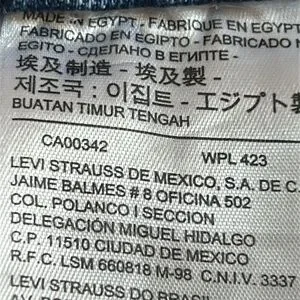 MADE IN EGYPT - FABRIQUE EN EGYPT
FABRICADO EN EGIPTO - FABRICADO N
EGITO - СДЕЛАНО В ЕГИПТЕ -
埃及制造 - 埃及製 -
제조국 : 이집트 - エジプト製
BUATAN TIMUR TENGAH
CA00342 WPL 423
LEVI STRAUSS DE MEXICO, S.A. DE C.
JAIME BALMES # 8 OFICINA 502
COL. POLANCO I SECCION
DELEGACION MIGUEL HIDALGO
C.P. 11510 CIUDAD DE MEXICO
R.F.C. LSM 660818 M-98 C.N.I.V. 3337
LEVI STRAUSS DO BRAS